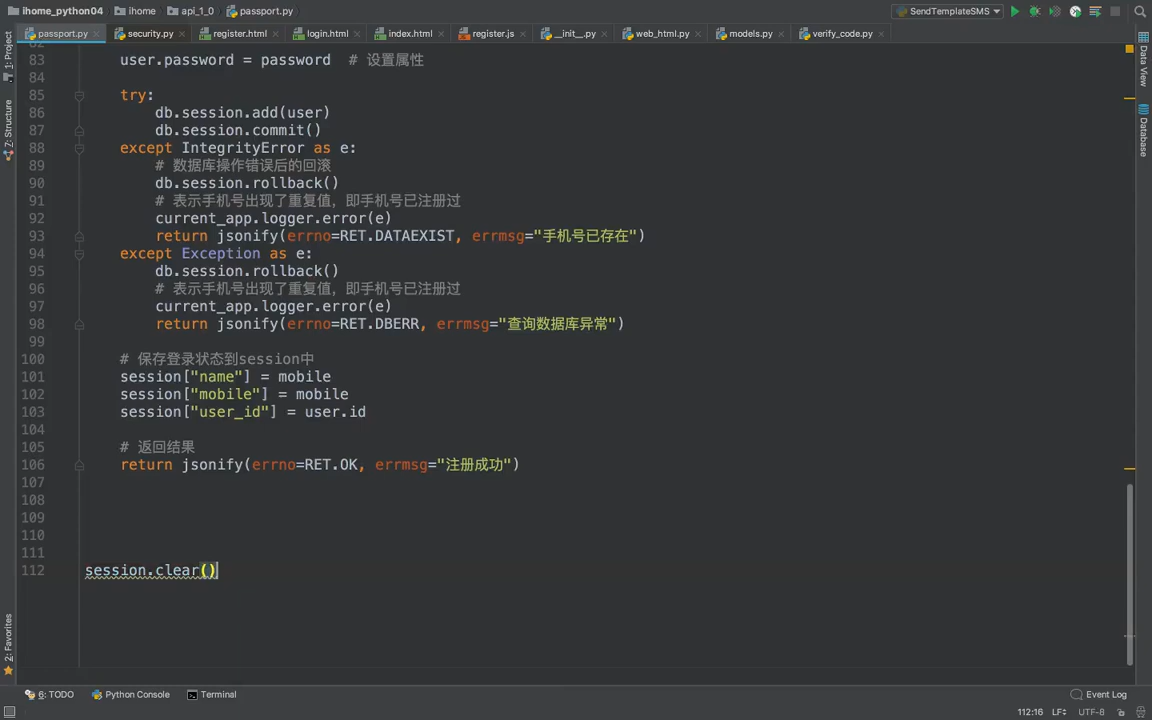 ihome_python04 ihome api_1_0 passport.py SendTemplateSMS
passport.py security.py register.html login.html index.html register.js __init__.py web_html.py models.py verify_code.py
1: Project
7: Structure
2: Favorites
Data View
Database
83 user.password = password # 设置属性
84
85 try:
86 db.session.add(user)
87 db.session.commit()
88 except IntegrityError as e:
89 # 数据库操作错误后的回滚
90 db.session.rollback()
91 # 表示手机号出现了重复值，即手机号已注册过
92 current_app.logger.error(e)
93 return jsonify(errno=RET.DATAEXIST, errmsg="手机号已存在")
94 except Exception as e:
95 db.session.rollback()
96 # 表示手机号出现了重复值，即手机号已注册过
97 current_app.logger.error(e)
98 return jsonify(errno=RET.DBERR, errmsg="查询数据库异常")
99
100 # 保存登录状态到session中
101 session["name"] = mobile
102 session["mobile"] = mobile
103 session["user_id"] = user.id
104
105 # 返回结果
106 return jsonify(errno=RET.OK, errmsg="注册成功")
107
108
109
110
111
112 session.clear()
6: TODO Python Console Terminal Event Log
112:16 LF UTF-8